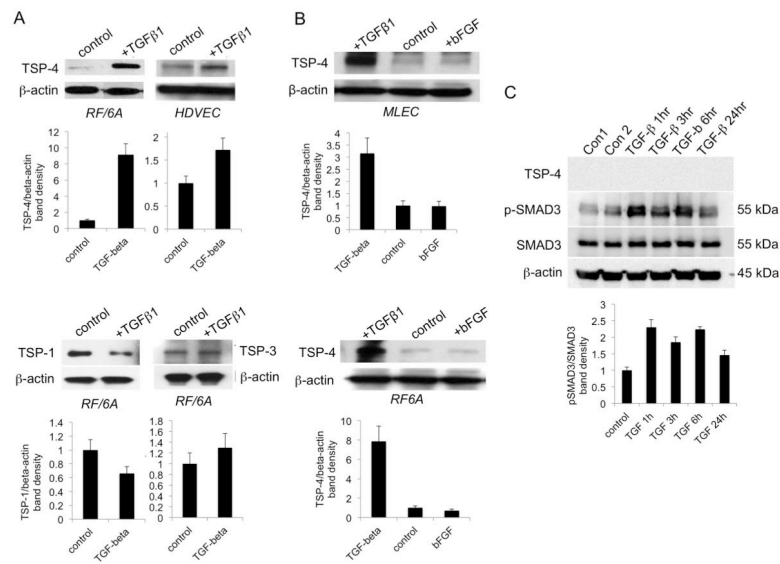 A
control
+TGFβ1
control
+TGFβ1
TSP-4
β-actin
RF/6A
HDVEC
TSP-4/beta-actin
band density
10
8
6
4
2
0
control
TGF-beta
2
1.5
1
0.5
0
control
TGF-beta
control
+TGFβ1
control
+TGFβ1
TSP-1
TSP-3
β-actin
β-actin
RF/6A
RF/6A
TSP-1/beta-actin
band density
1.4
1.2
1
0.8
0.6
0.4
0.2
0
control
TGF-beta
1.8
1.6
1.4
1.2
1
0.8
0.6
0.4
0.2
0
control
TGF-beta
B
+TGFβ1
control
+bFGF
TSP-4
β-actin
MLEC
TSP-4/beta-actin
band density
4
3.5
3
2.5
2
1.5
1
0.5
0
TGF-beta
control
bFGF
+TGFβ1
control
+bFGF
TSP-4
β-actin
RF6A
TSP-4/beta-actin
band density
10
8
6
4
2
0
TGF-beta
control
bFGF
C
Con1
Con 2
TGF-β 1hr
TGF-β 3hr
TGF-b 6hr
TGF-β 24hr
TSP-4
p-SMAD3 55 kDa
SMAD3 55 kDa
β-actin 45 kDa
pSMAD3/SMAD3
band density
3
2.5
2
1.5
1
0.5
0
control
TGF 1h
TGF 3h
TGF 6h
TGF 24h